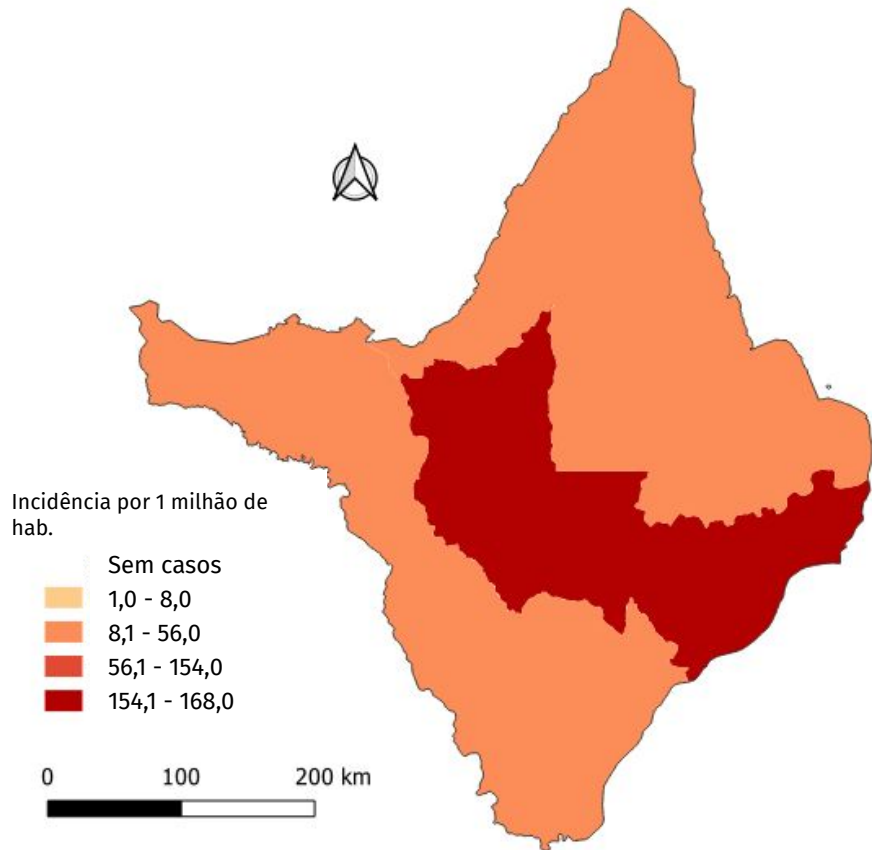 Incidência por 1 milhão de
hab.
Sem casos
1,0 - 8,0
8,1 - 56,0
56,1 - 154,0
154,1 - 168,0
0 100 200 km